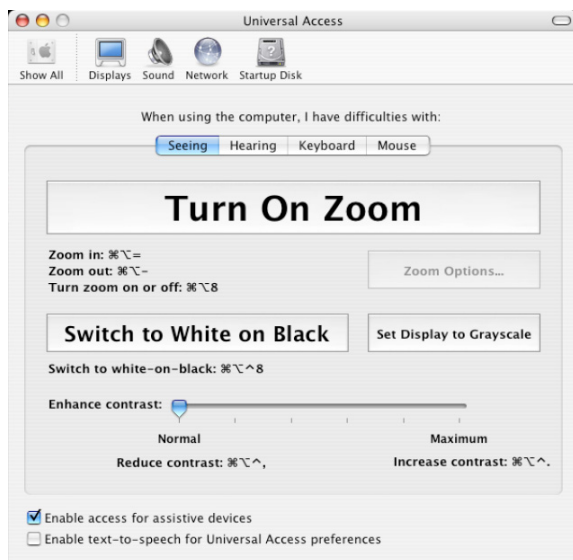 Universal Access
Show All Displays Sound Network Startup Disk
When using the computer, I have difficulties with:
Seeing Hearing Keyboard Mouse
Turn On Zoom
Zoom in: ⌘⌥=
Zoom out: ⌘⌥-
Turn zoom on or off: ⌘⌥8
Zoom Options...
Switch to White on Black Set Display to Grayscale
Switch to white-on-black: ⌘⌥^8
Enhance contrast:
Normal Maximum
Reduce contrast: ⌘⌥^, Increase contrast: ⌘⌥^.
Enable access for assistive devices
Enable text-to-speech for Universal Access preferences